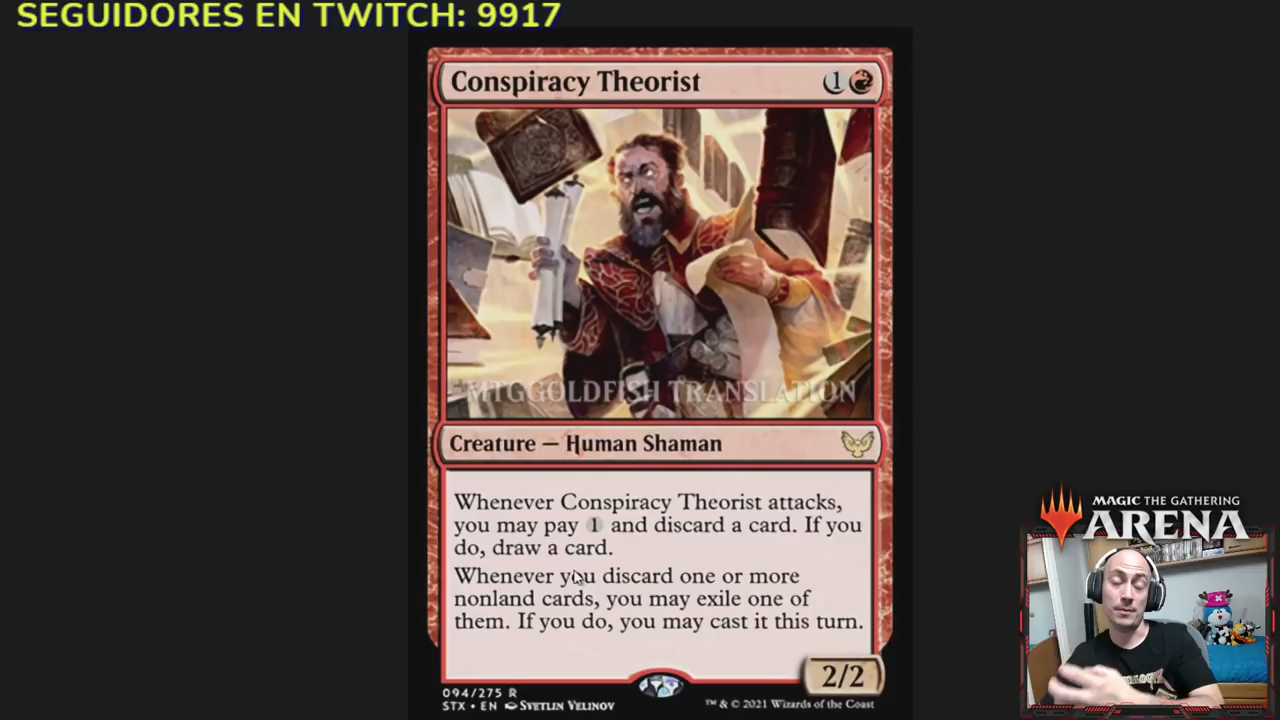 SEGUIDORES EN TWITCH: 9917
Conspiracy Theorist 1
MTGGOLDFISH TRANSLATION
Creature — Human Shaman
Whenever Conspiracy Theorist attacks,
you may pay 1 and discard a card. If you
do, draw a card.
Whenever you discard one or more
nonland cards, you may exile one of
them. If you do, you may cast it this turn.
2/2
094/275 R
STX • EN Svetlin Velinov
™ & © 2021 Wizards of the Coast
MAGIC THE GATHERING
ARENA